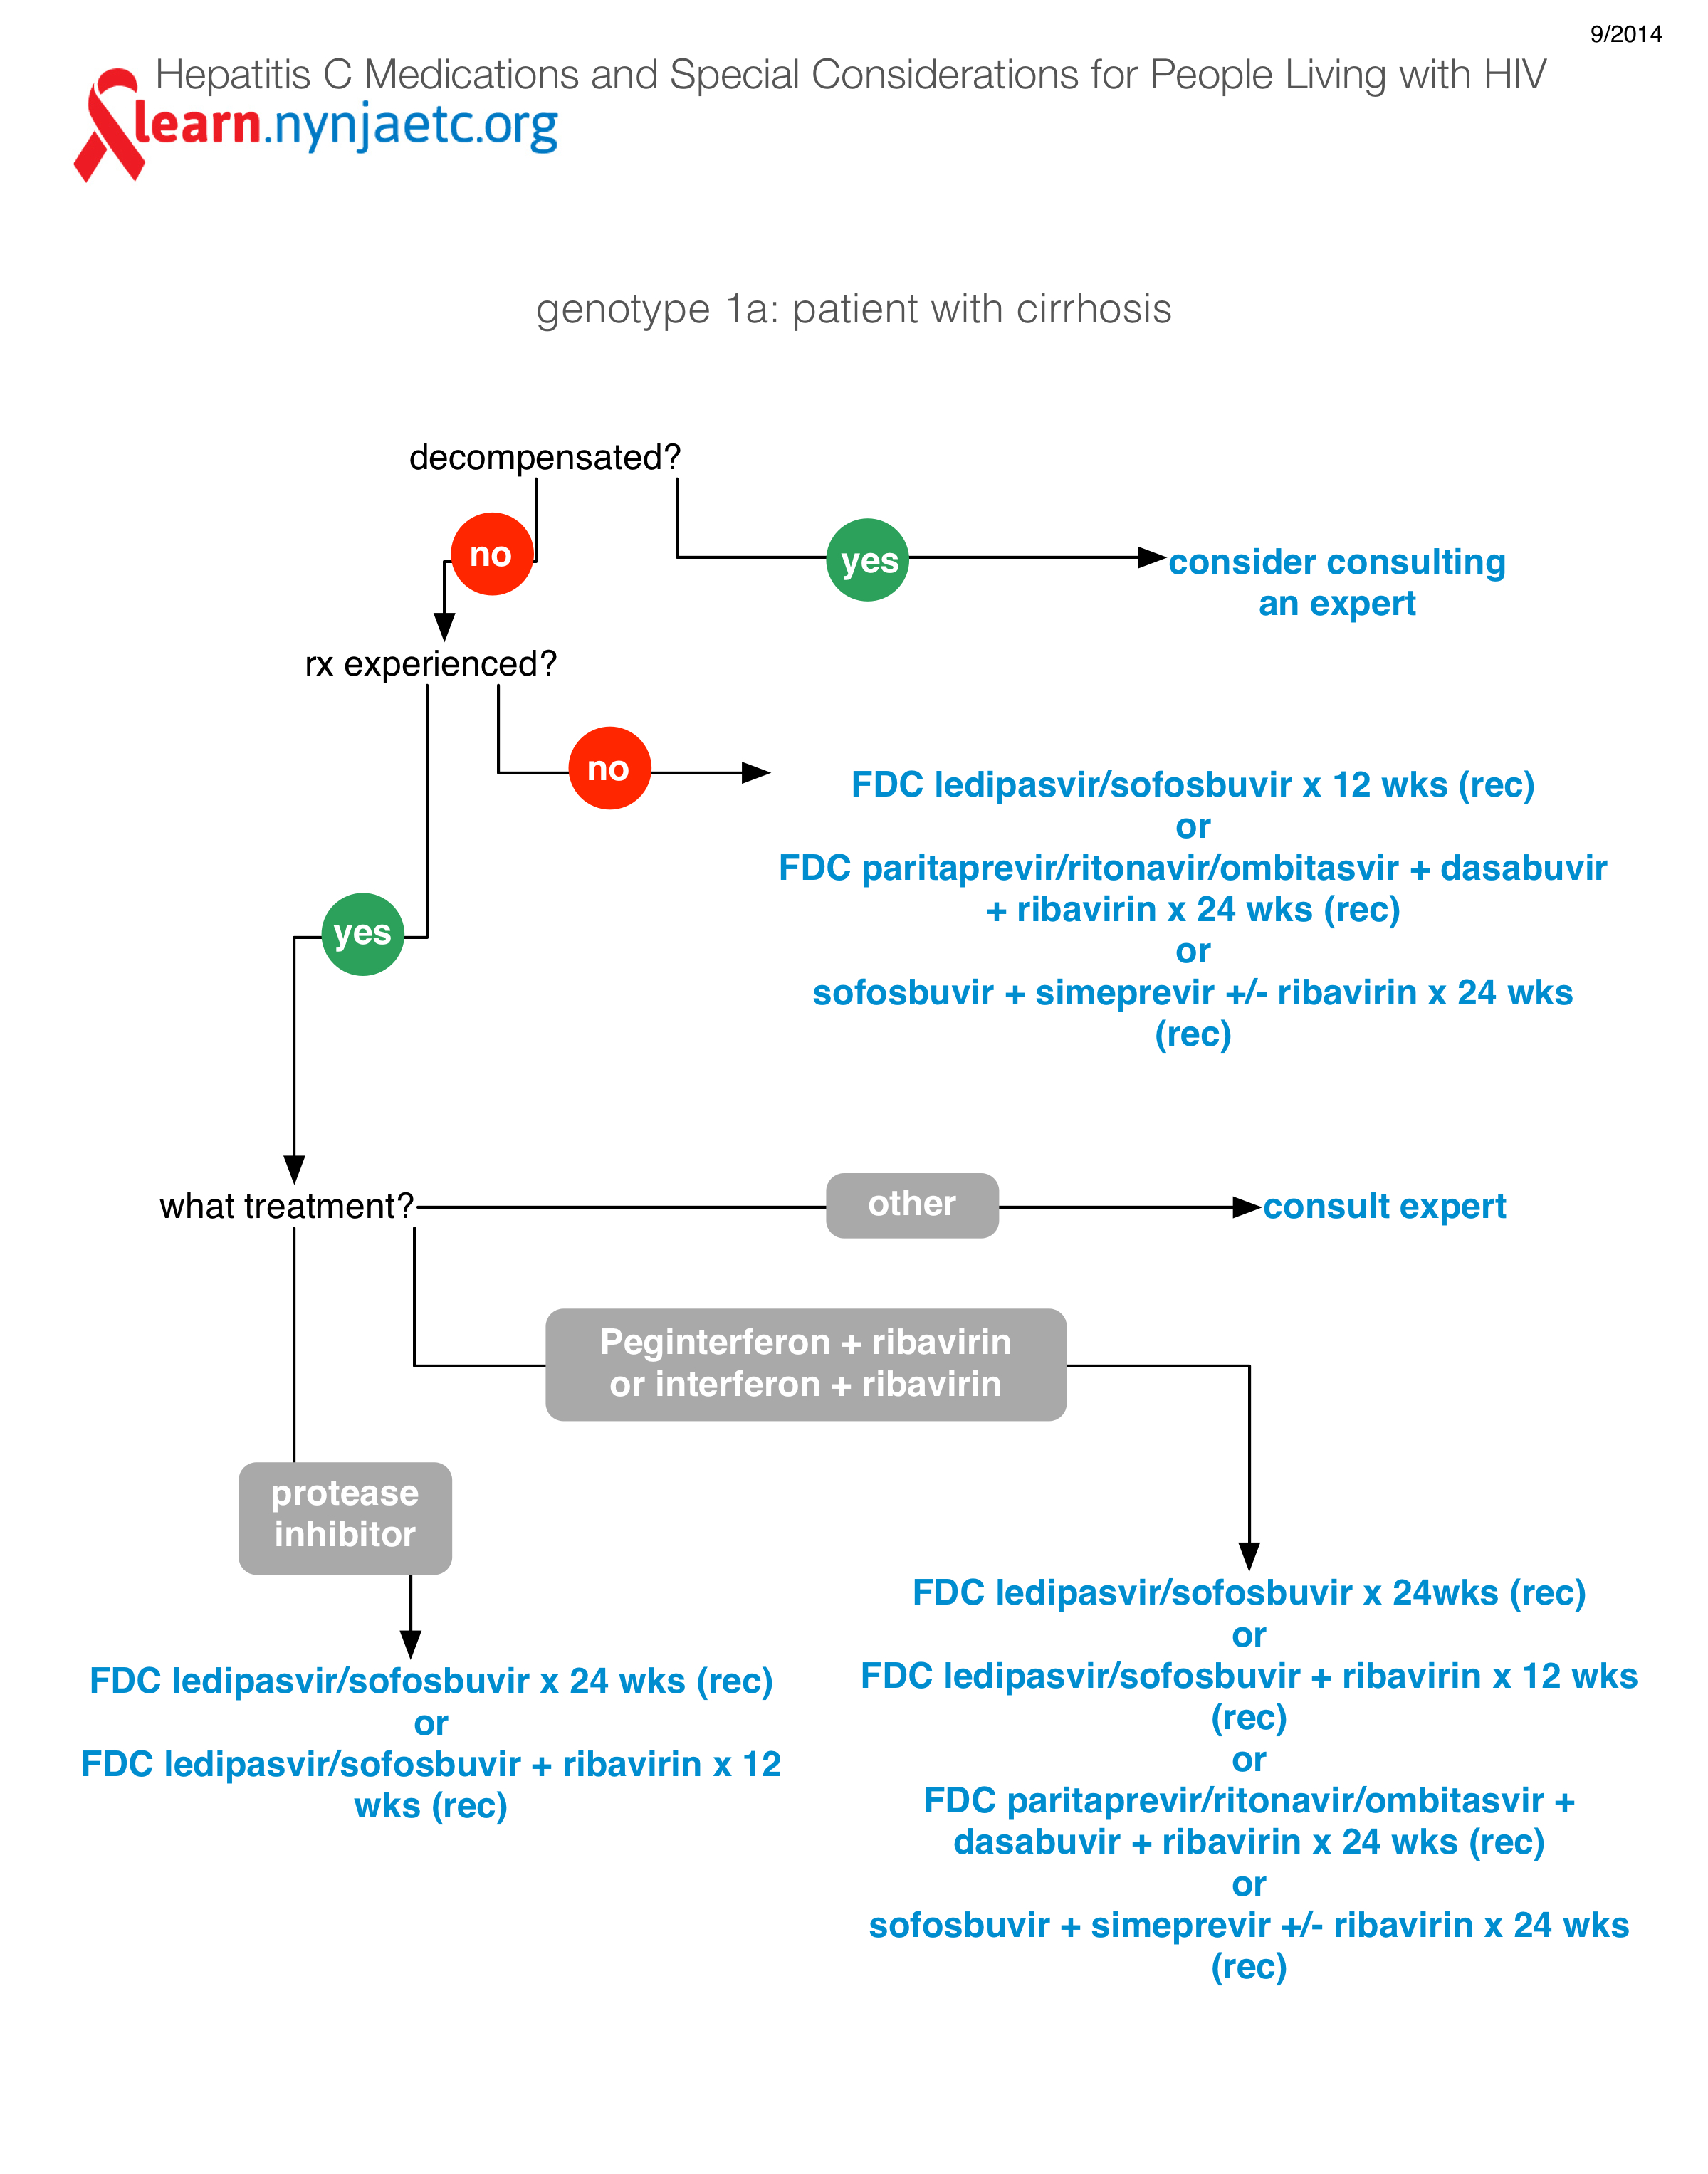 9/2014
Hepatitis C Medications and Special Considerations for People Living with HIV
learn.nynjaetc.org
genotype 1a: patient with cirrhosis
decompensated?
no
yes
consider consulting
an expert
rx experienced?
no
FDC ledipasvir/sofosbuvir x 12 wks (rec)
or
FDC paritaprevir/ritonavir/ombitasvir + dasabuvir
+ ribavirin x 24 wks (rec)
or
sofosbuvir + simeprevir +/- ribavirin x 24 wks
(rec)
yes
what treatment?
other
consult expert
Peginterferon + ribavirin
or interferon + ribavirin
protease
inhibitor
FDC ledipasvir/sofosbuvir x 24 wks (rec)
or
FDC ledipasvir/sofosbuvir + ribavirin x 12
wks (rec)
FDC ledipasvir/sofosbuvir x 24wks (rec)
or
FDC ledipasvir/sofosbuvir + ribavirin x 12 wks
(rec)
or
FDC paritaprevir/ritonavir/ombitasvir +
dasabuvir + ribavirin x 24 wks (rec)
or
sofosbuvir + simeprevir +/- ribavirin x 24 wks
(rec)